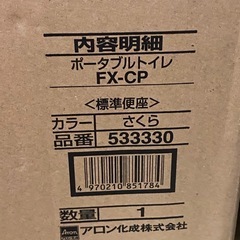 内容明細
ポータブルトイレ
FX-CP
<標準便座>
カラー さくら
品番 533330
4 970210 851784
数量 1
Aron アロン化成株式会社